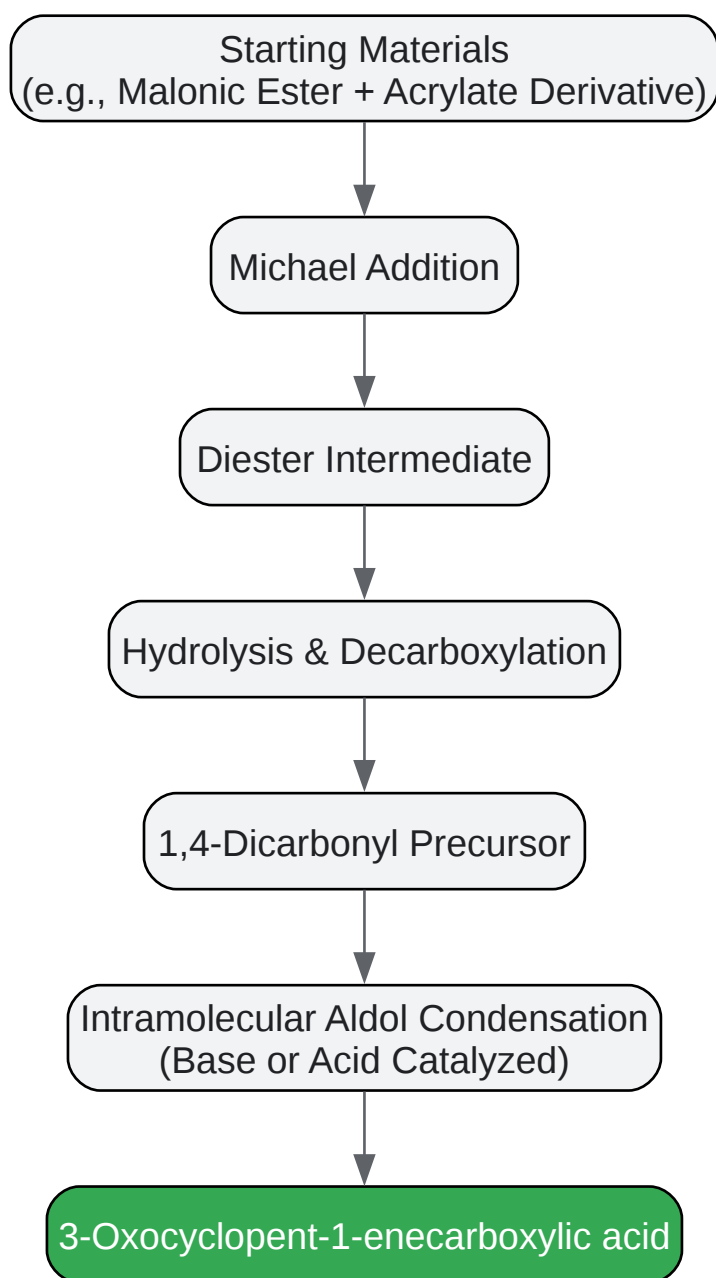 Starting Materials
(e.g., Malonic Ester + Acrylate Derivative)
Michael Addition
Diester Intermediate
Hydrolysis & Decarboxylation
1,4-Dicarbonyl Precursor
Intramolecular Aldol Condensation
(Base or Acid Catalyzed)
3-Oxocyclopent-1-enecarboxylic acid